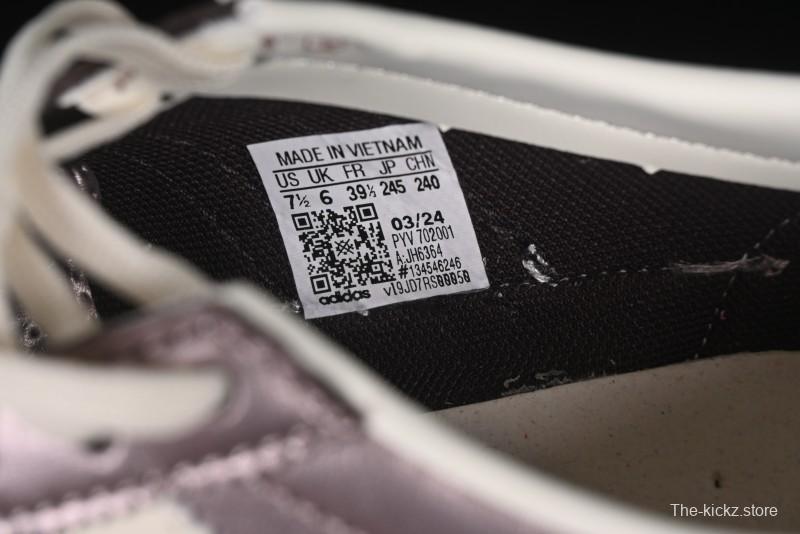 MADE IN VIETNAM
US UK FR JP CHN
7½ 6 39⅓ 245 240
03/24
PYV 702001
A:JH6364
#134546246
adidas
The-kickz.store